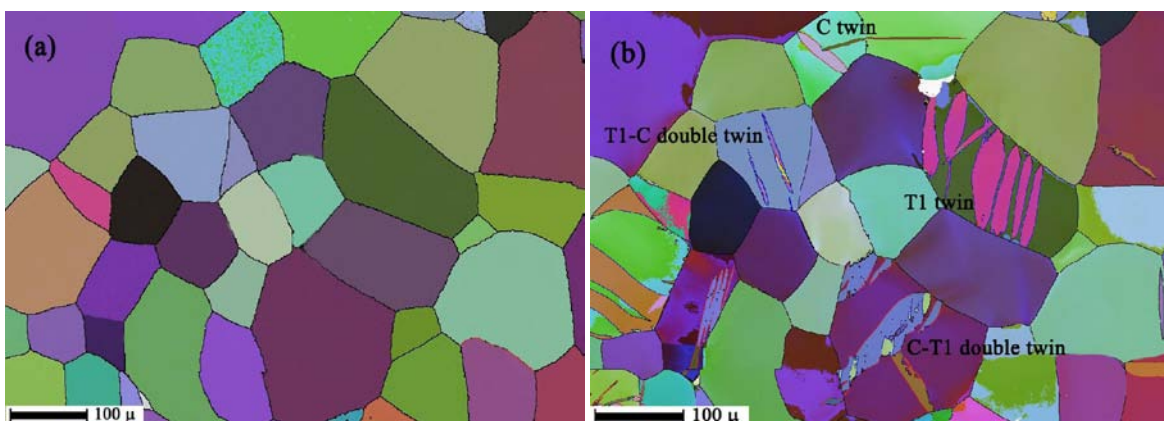 (a)
100 μ
(b)
C twin
T1-C double twin
T1 twin
C-T1 double twin
100 μ